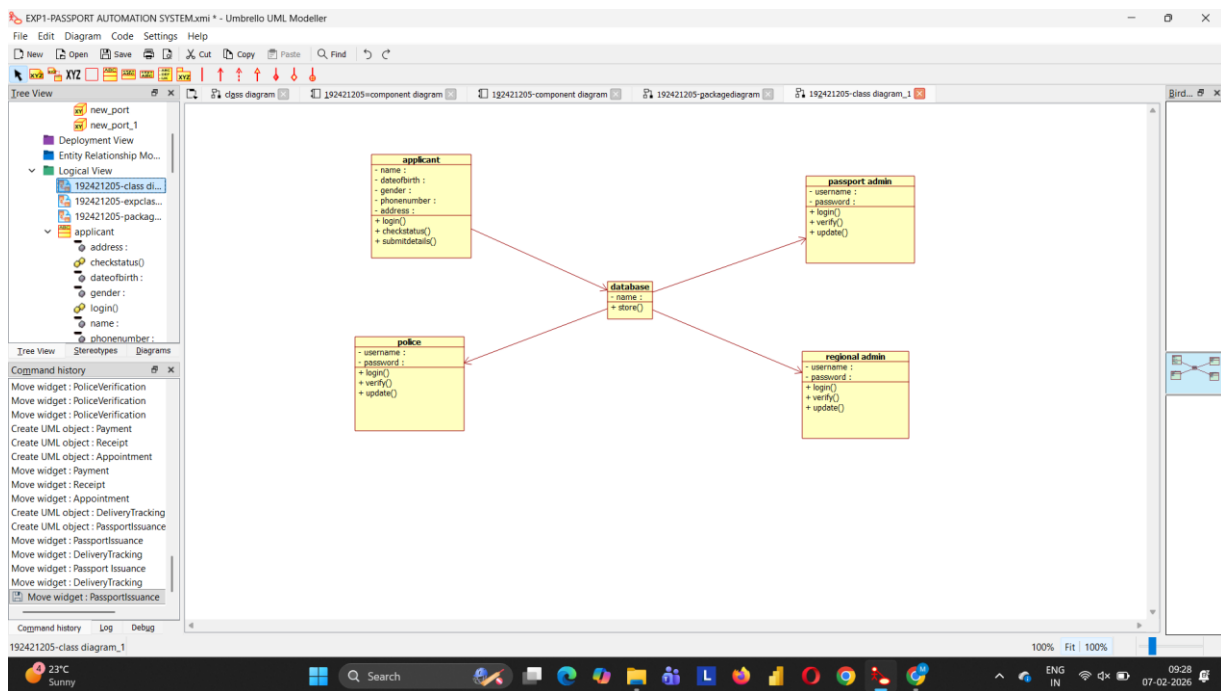 EXP1-PASSPORT AUTOMATION SYSTEM.xmi * - Umbrello UML Modeller
File Edit Diagram Code Settings Help
New Open Save Cut Copy Paste Find
XYZ
Tree View
class diagram
192421205=component diagram
192421205-component diagram
192421205-packagediagram
192421205-class diagram_1
Bird...
new_port
new_port_1
Deployment View
Entity Relationship Mo...
Logical View
192421205-class di...
192421205-expclas...
192421205-packag...
applicant
address :
checkstatus()
dateofbirth :
gender :
login()
name :
phonenumber :
Tree View Stereotypes Diagrams
Command history
Move widget : PoliceVerification
Move widget : PoliceVerification
Move widget : PoliceVerification
Create UML object : Payment
Create UML object : Receipt
Create UML object : Appointment
Move widget : Payment
Move widget : Receipt
Move widget : Appointment
Create UML object : DeliveryTracking
Create UML object : PassportIssuance
Move widget : PassportIssuance
Move widget : DeliveryTracking
Move widget : Passport Issuance
Move widget : DeliveryTracking
Move widget : PassportIssuance
Command history Log Debug
applicant
- name :
- dateofbirth :
- gender :
- phonenumber :
- address :
+ login()
+ checkstatus()
+ submitdetails()
passport admin
- username :
- password :
+ login()
+ verify()
+ update()
database
- name :
+ store()
police
- username :
- password :
+ login()
+ verify()
+ update()
regional admin
- username :
- password :
+ login()
+ verify()
+ update()
192421205-class diagram_1
100% Fit 100%
4
23°C
Sunny
Search
L
M
ENG
IN
09:28
07-02-2026